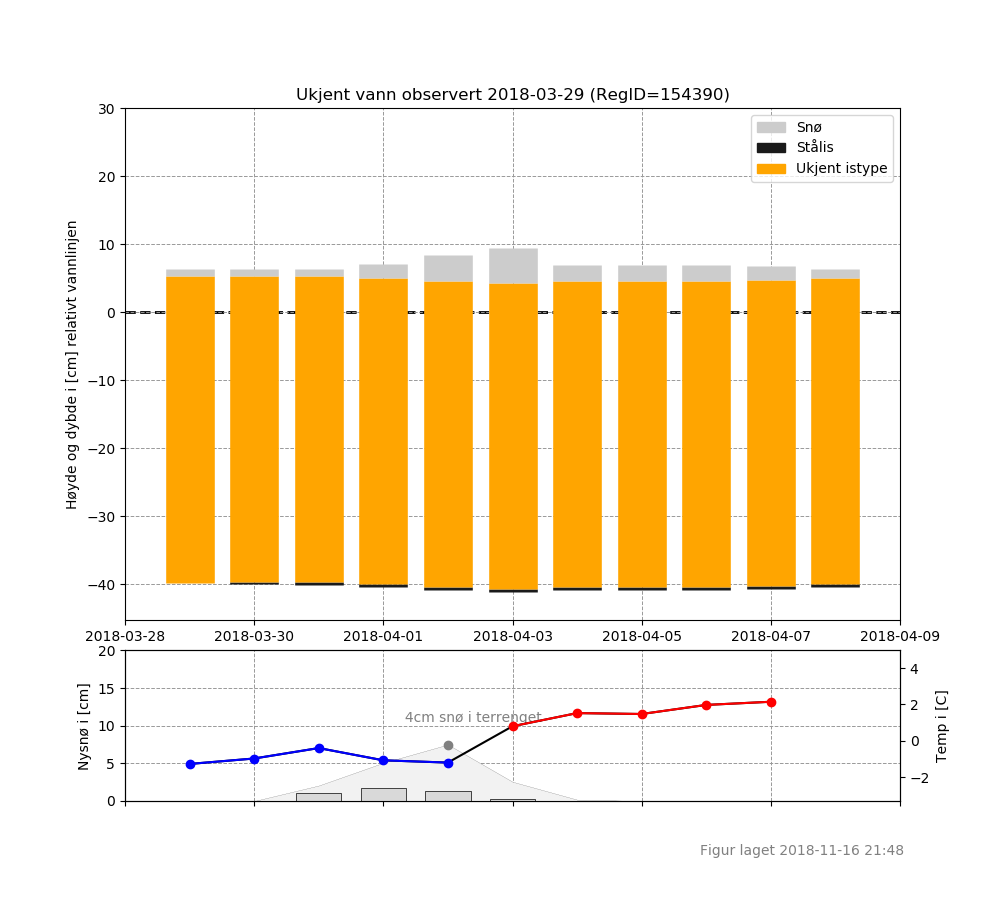 Ukjent vann observert 2018-03-29 (RegID=154390)
30
20
10
0
−10
−20
−30
−40
Høyde og dybde i [cm] relativt vannlinjen
Snø
Stålis
Ukjent istype
2018-03-28 2018-03-30 2018-04-01 2018-04-03 2018-04-05 2018-04-07 2018-04-09
20
15
10
5
0
Nysnø i [cm]
4cm snø i terrenget
4
2
0
−2
Temp i [C]
Figur laget 2018-11-16 21:48